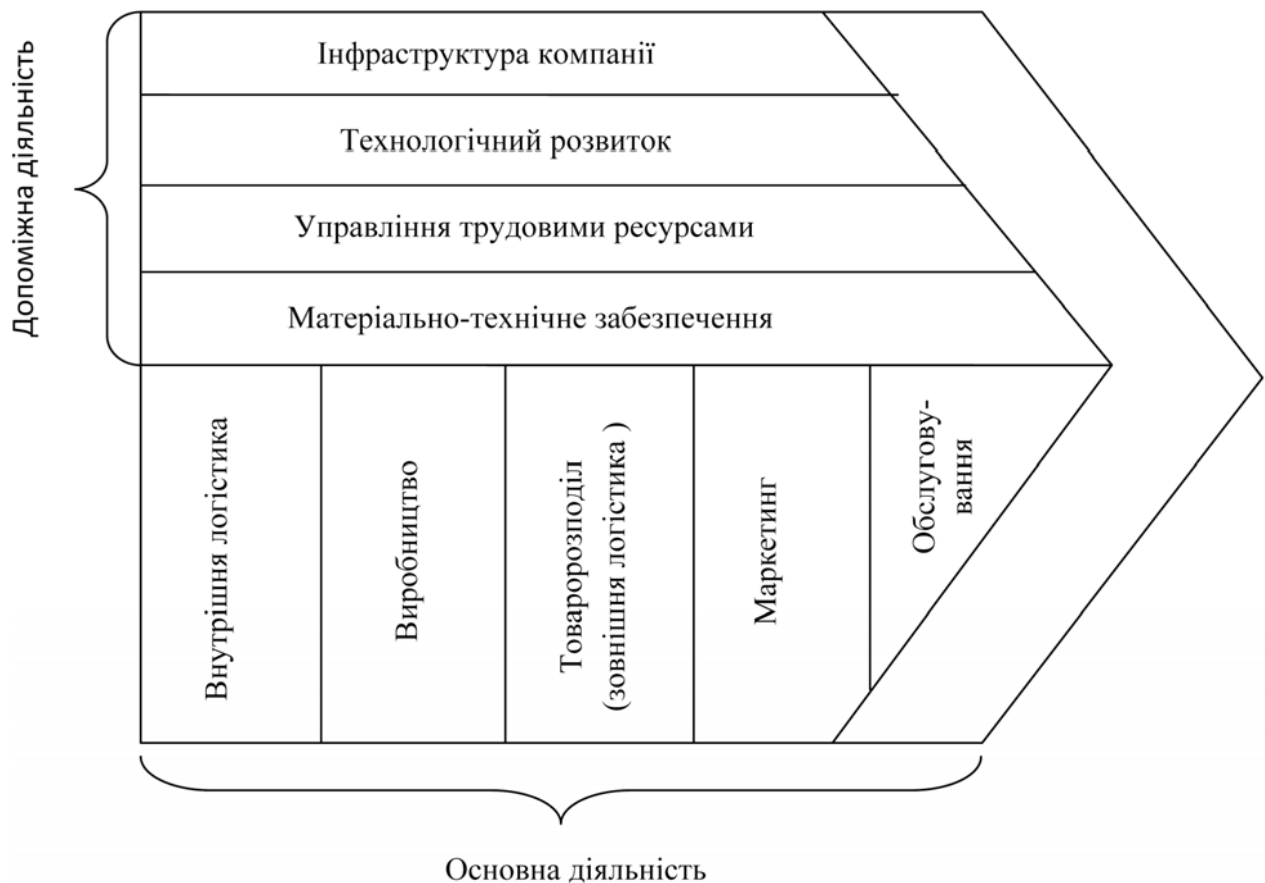 Допоміжна діяльність
Інфраструктура компанії
Технологічний розвиток
Управління трудовими ресурсами
Матеріально-технічне забезпечення
Внутрішня логістика
Виробництво
Товаророзподіл
(зовнішня логістика )
Маркетинг
Обслугову-
вання
Основна діяльність